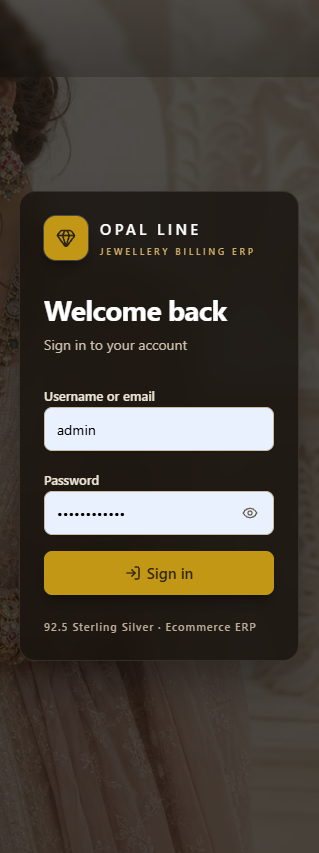 OPAL LINE
JEWELLERY BILLING ERP
Welcome back
Sign in to your account
Username or email
admin
Password
••••••••••••
Sign in
92.5 Sterling Silver · Ecommerce ERP